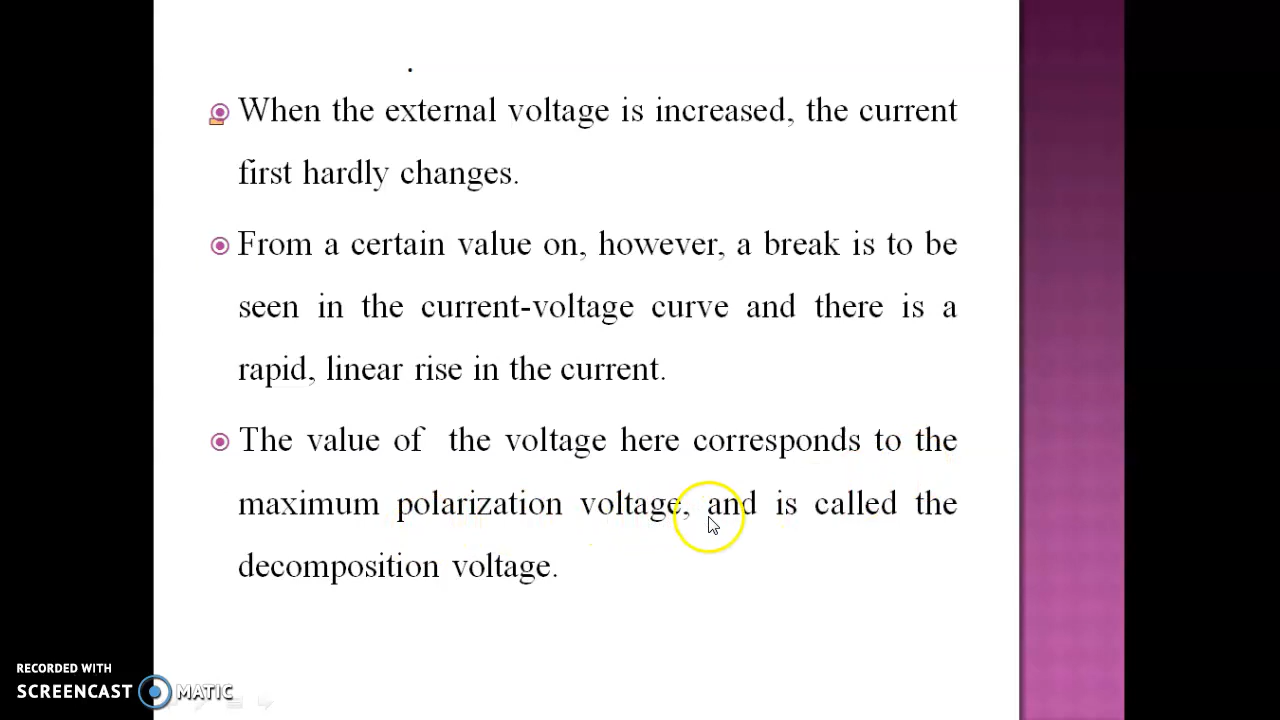 .
When the external voltage is increased, the current
first hardly changes.
From a certain value on, however, a break is to be
seen in the current-voltage curve and there is a
rapid, linear rise in the current.
The value of the voltage here corresponds to the
maximum polarization voltage, and is called the
decomposition voltage.
RECORDED WITH
SCREENCAST MATIC